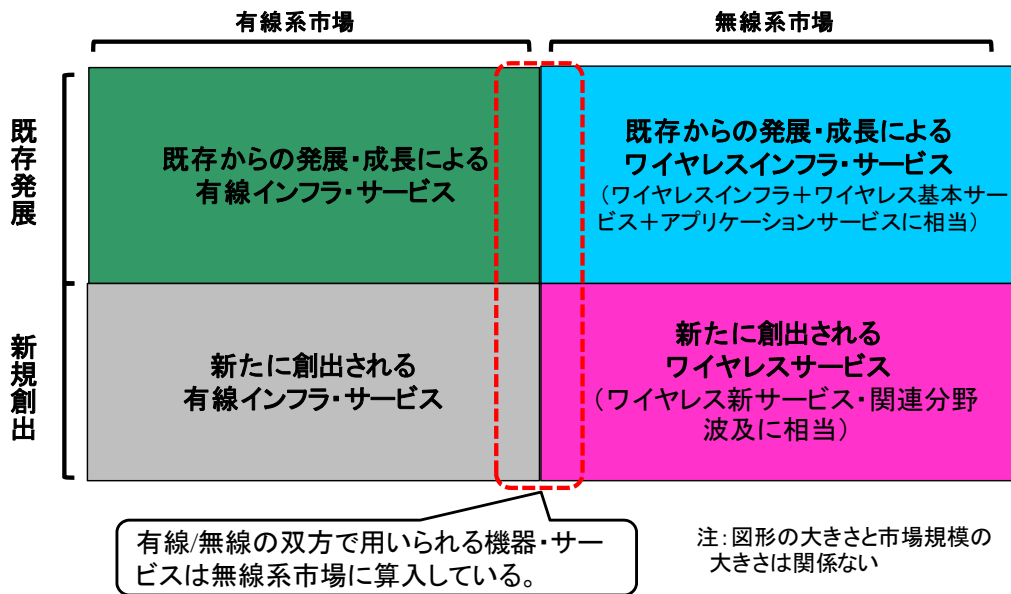 有線系市場
無線系市場
既存発展
既存からの発展・成長による
有線インフラ・サービス
既存からの発展・成長による
ワイヤレスインフラ・サービス
（ワイヤレスインフラ＋ワイヤレス基本サー
ビス＋アプリケーションサービスに相当）
新規創出
新たに創出される
有線インフラ・サービス
新たに創出される
ワイヤレスサービス
（ワイヤレス新サービス・関連分野
波及に相当）
有線/無線の双方で用いられる機器・サー
ビスは無線系市場に算入している。
注：図形の大きさと市場規模の
大きさは関係ない